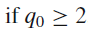 if q₀ ≥ 2